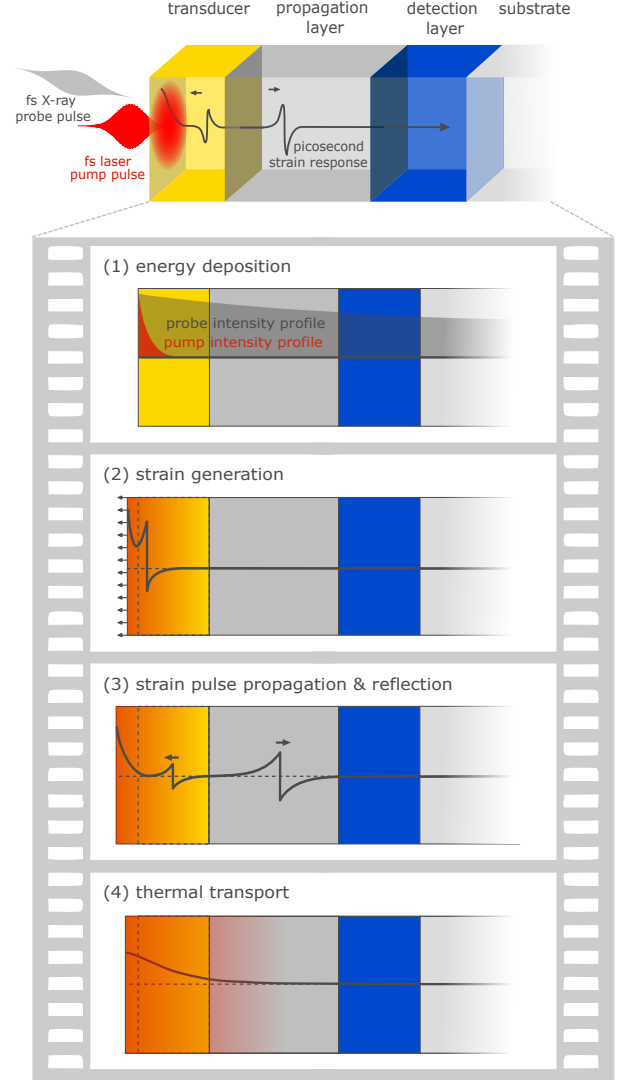 transducer
propagation
layer
detection
layer
substrate
fs X-ray
probe pulse
fs laser
pump pulse
picosecond
strain response
(1) energy deposition
probe intensity profile
pump intensity profile
(2) strain generation
(3) strain pulse propagation & reflection
(4) thermal transport